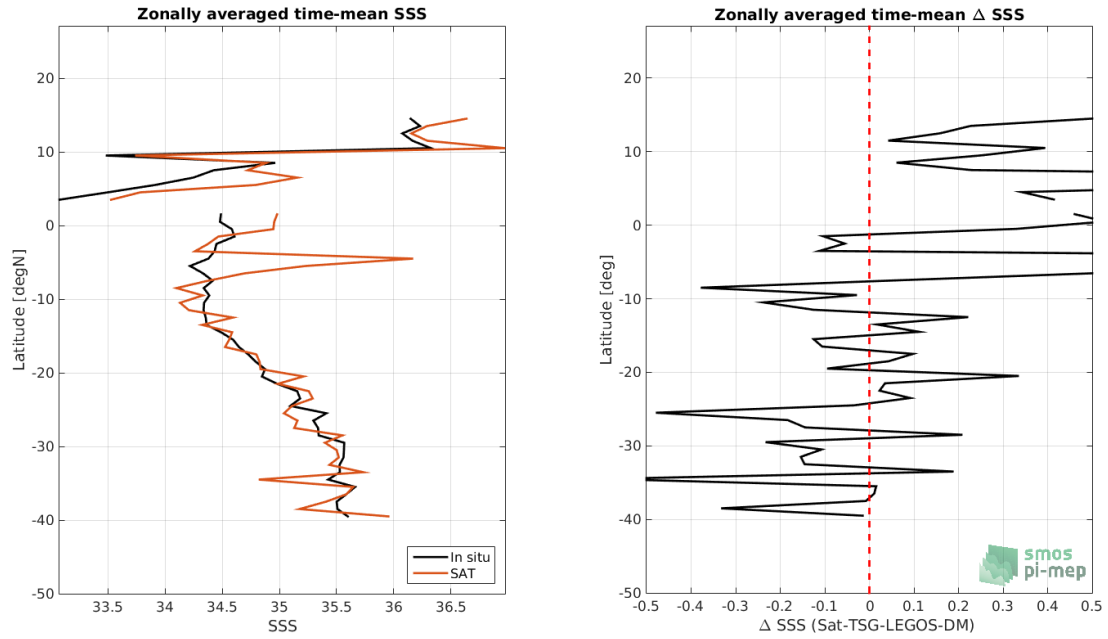 Zonally averaged time-mean SSS
20
10
0
-10
-20
-30
-40
-50
Latitude [degN]
33.5 34 34.5 35 35.5 36 36.5
SSS
In situ
SAT
Zonally averaged time-mean Δ SSS
20
10
0
-10
-20
-30
-40
-50
Latitude [deg]
-0.5 -0.4 -0.3 -0.2 -0.1 0 0.1 0.2 0.3 0.4 0.5
Δ SSS (Sat-TSG-LEGOS-DM)
smos
pi-mep